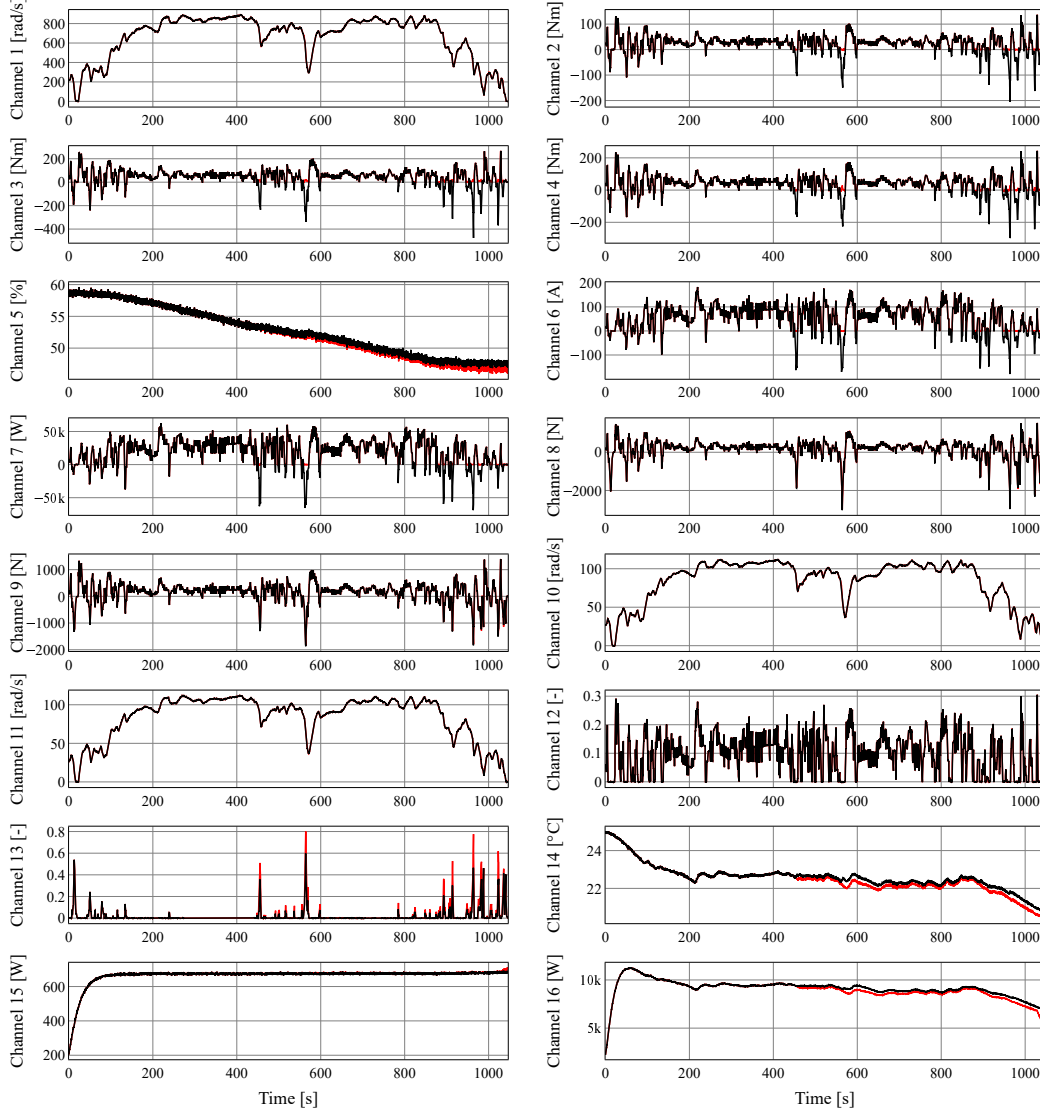 Channel 1 [rad/s]
800
600
400
200
0
0 200 400 600 800 1000
Channel 2 [Nm]
100
0
−100
−200
0 200 400 600 800 1000
Channel 3 [Nm]
200
0
−200
−400
0 200 400 600 800 1000
Channel 4 [Nm]
200
0
−200
0 200 400 600 800 1000
Channel 5 [%]
60
55
50
0 200 400 600 800 1000
Channel 6 [A]
200
100
0
−100
0 200 400 600 800 1000
Channel 7 [W]
50k
0
−50k
0 200 400 600 800 1000
Channel 8 [N]
0
−2000
0 200 400 600 800 1000
Channel 9 [N]
1000
0
−1000
−2000
0 200 400 600 800 1000
Channel 10 [rad/s]
100
50
0
0 200 400 600 800 1000
Channel 11 [rad/s]
100
50
0
0 200 400 600 800 1000
Channel 12 [-]
0.3
0.2
0.1
0
0 200 400 600 800 1000
Channel 13 [-]
0.8
0.6
0.4
0.2
0
0 200 400 600 800 1000
Channel 14 [°C]
24
22
0 200 400 600 800 1000
Channel 15 [W]
600
400
200
0 200 400 600 800 1000
Time [s]
Channel 16 [W]
10k
5k
0 200 400 600 800 1000
Time [s]